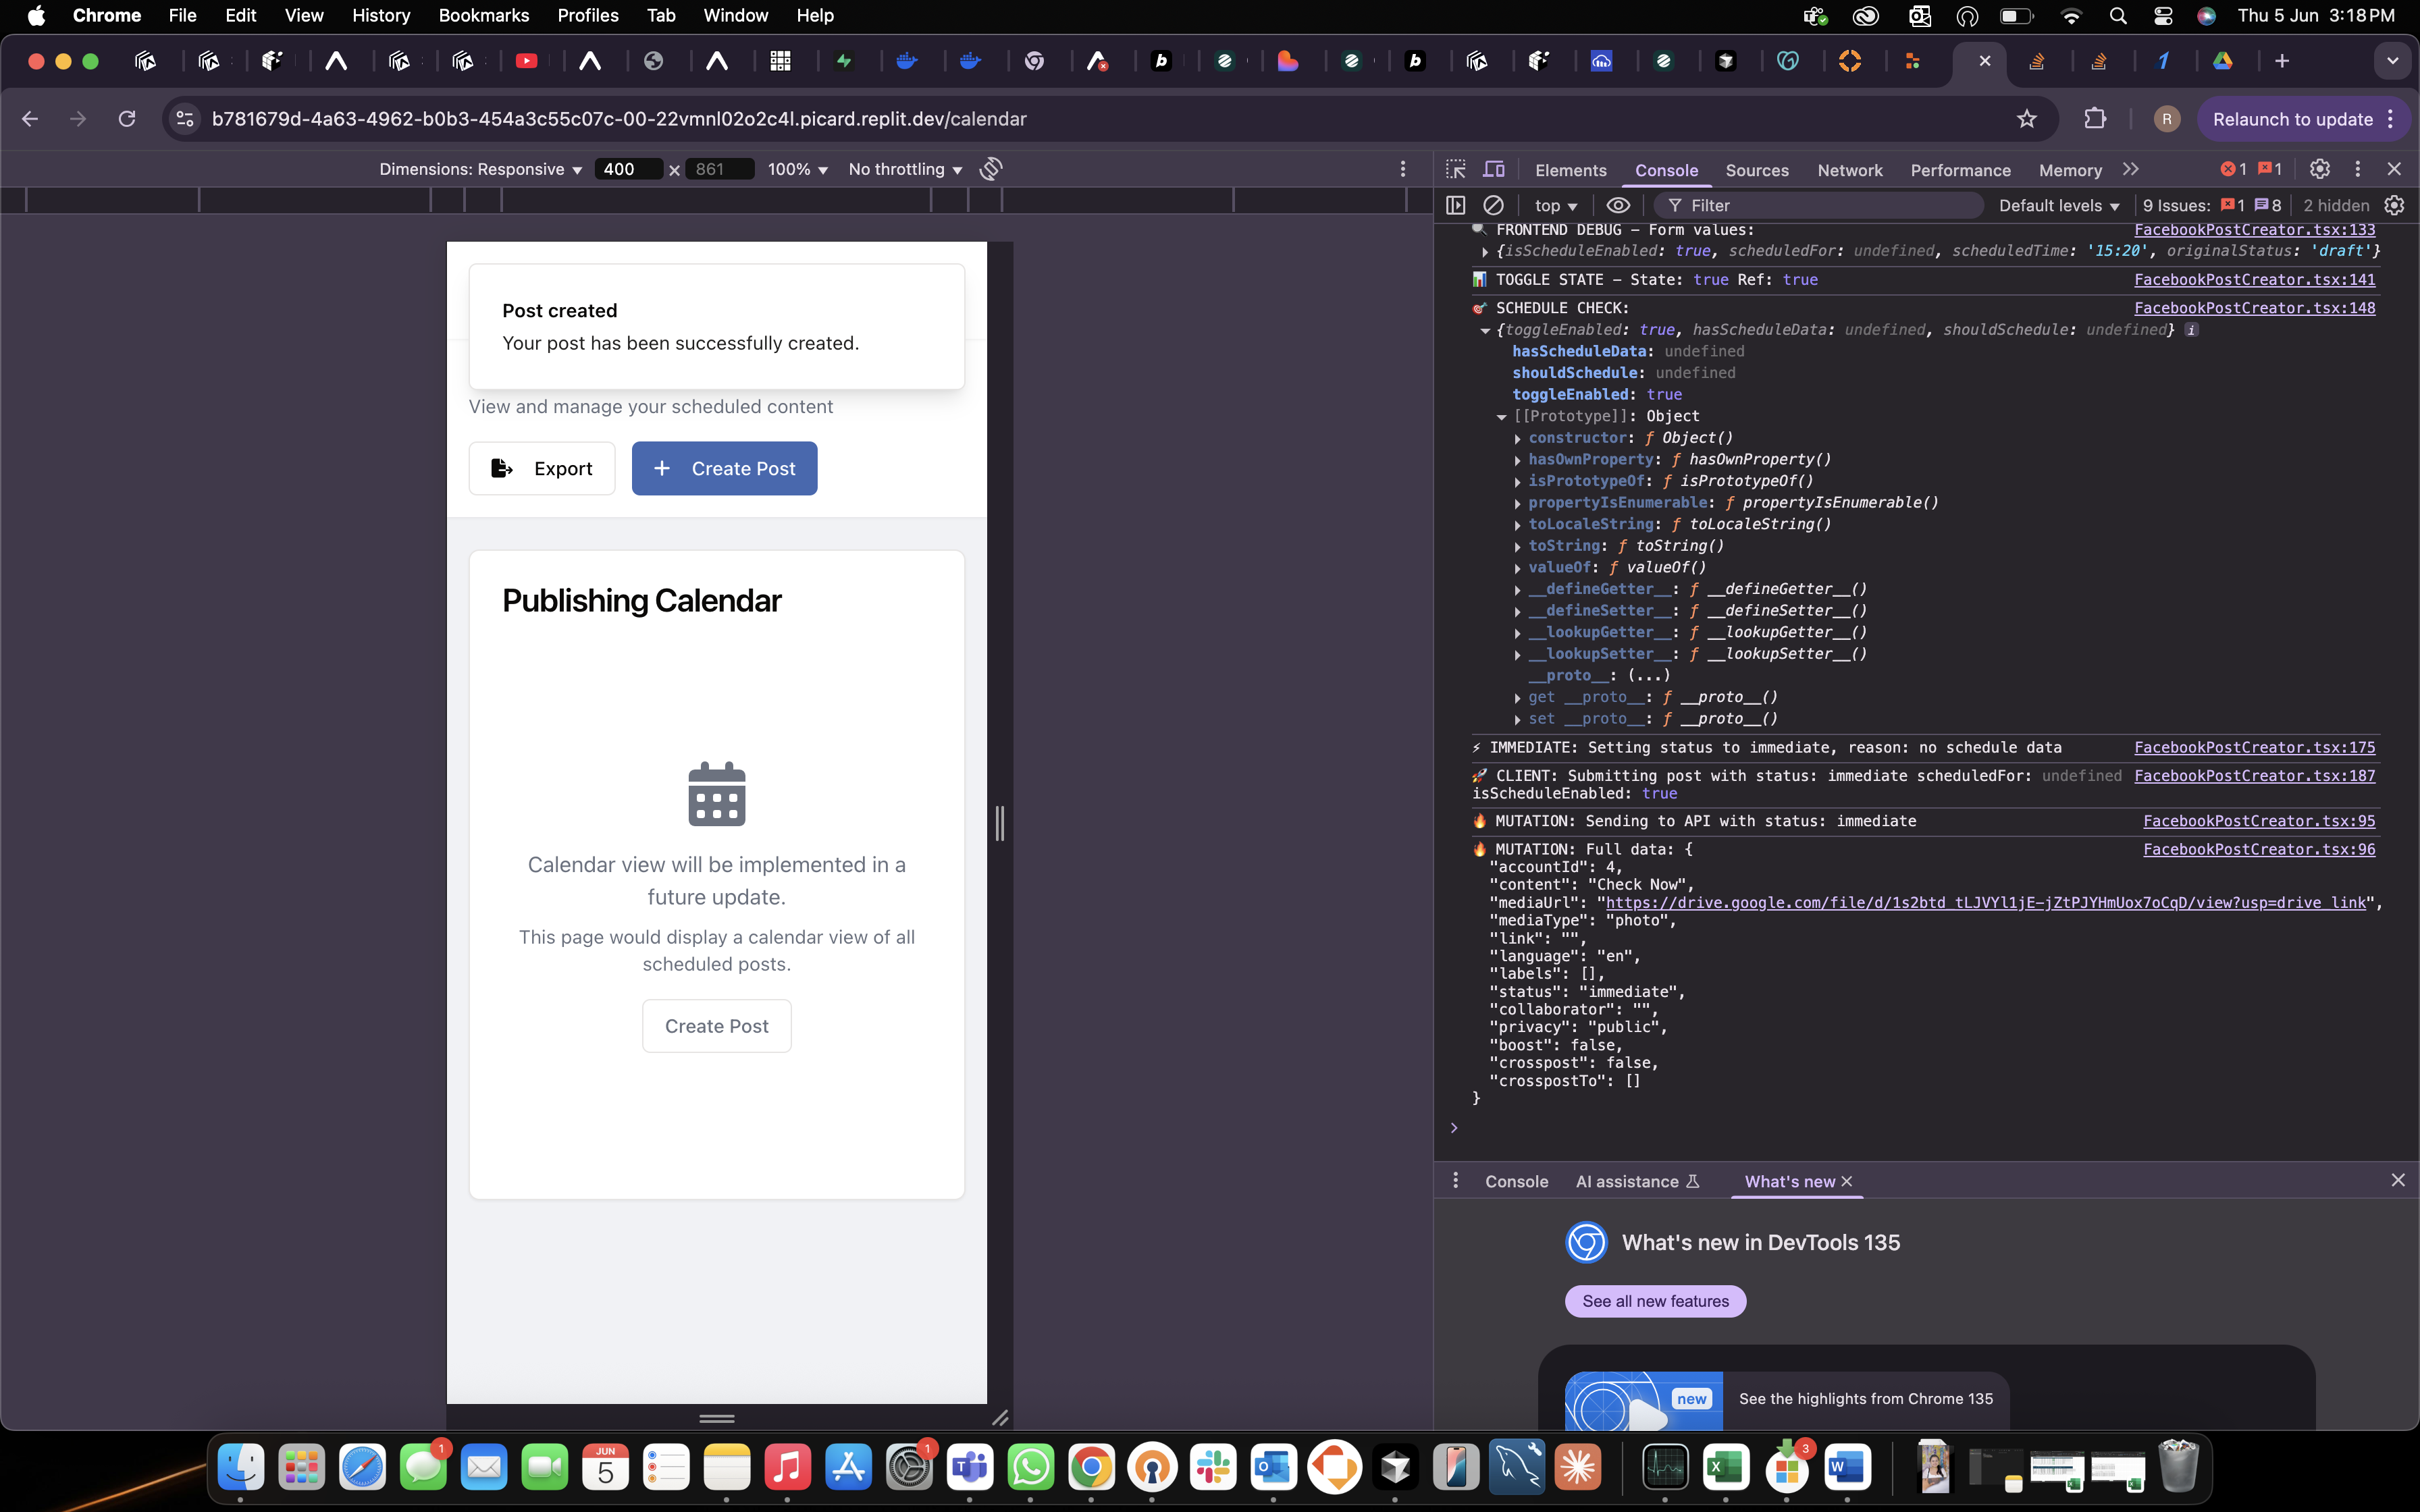 Chrome File Edit View History Bookmarks Profiles Tab Window Help
Thu 5 Jun 3:18 PM
b781679d-4a63-4962-b0b3-454a3c55c07c-00-22vmnl02o2c4l.picard.replit.dev/calendar
R
Relaunch to update
Dimensions: Responsive 400 x 861 100% No throttling
Post created
Your post has been successfully created.
View and manage your scheduled content
Export
Create Post
Publishing Calendar
Calendar view will be implemented in a
future update.
This page would display a calendar view of all
scheduled posts.
Create Post
Elements Console Sources Network Performance Memory 1 1
top Filter Default levels 9 Issues: 1 8 2 hidden
FRONTEND DEBUG – Form values: FacebookPostCreator.tsx:133
{isScheduleEnabled: true, scheduledFor: undefined, scheduledTime: '15:20', originalStatus: 'draft'}
TOGGLE STATE – State: true Ref: true FacebookPostCreator.tsx:141
SCHEDULE CHECK: FacebookPostCreator.tsx:148
{toggleEnabled: true, hasScheduleData: undefined, shouldSchedule: undefined} i
hasScheduleData: undefined
shouldSchedule: undefined
toggleEnabled: true
[[Prototype]]: Object
constructor: ƒ Object()
hasOwnProperty: ƒ hasOwnProperty()
isPrototypeOf: ƒ isPrototypeOf()
propertyIsEnumerable: ƒ propertyIsEnumerable()
toLocaleString: ƒ toLocaleString()
toString: ƒ toString()
valueOf: ƒ valueOf()
__defineGetter__: ƒ __defineGetter__()
__defineSetter__: ƒ __defineSetter__()
__lookupGetter__: ƒ __lookupGetter__()
__lookupSetter__: ƒ __lookupSetter__()
__proto__: (...)
get __proto__: ƒ __proto__()
set __proto__: ƒ __proto__()
IMMEDIATE: Setting status to immediate, reason: no schedule data FacebookPostCreator.tsx:175
CLIENT: Submitting post with status: immediate scheduledFor: undefined FacebookPostCreator.tsx:187
isScheduleEnabled: true
MUTATION: Sending to API with status: immediate FacebookPostCreator.tsx:95
MUTATION: Full data: { FacebookPostCreator.tsx:96
"accountId": 4,
"content": "Check Now",
"mediaUrl": "https://drive.google.com/file/d/1s2btd_tLJVYl1jE-jZtPJYHmUox7oCqD/view?usp=drive_link",
"mediaType": "photo",
"link": "",
"language": "en",
"labels": [],
"status": "immediate",
"collaborator": "",
"privacy": "public",
"boost": false,
"crosspost": false,
"crosspostTo": []
}
Console AI assistance What's new
What's new in DevTools 135
See all new features
new
See the highlights from Chrome 135
1
JUN
5
1
3